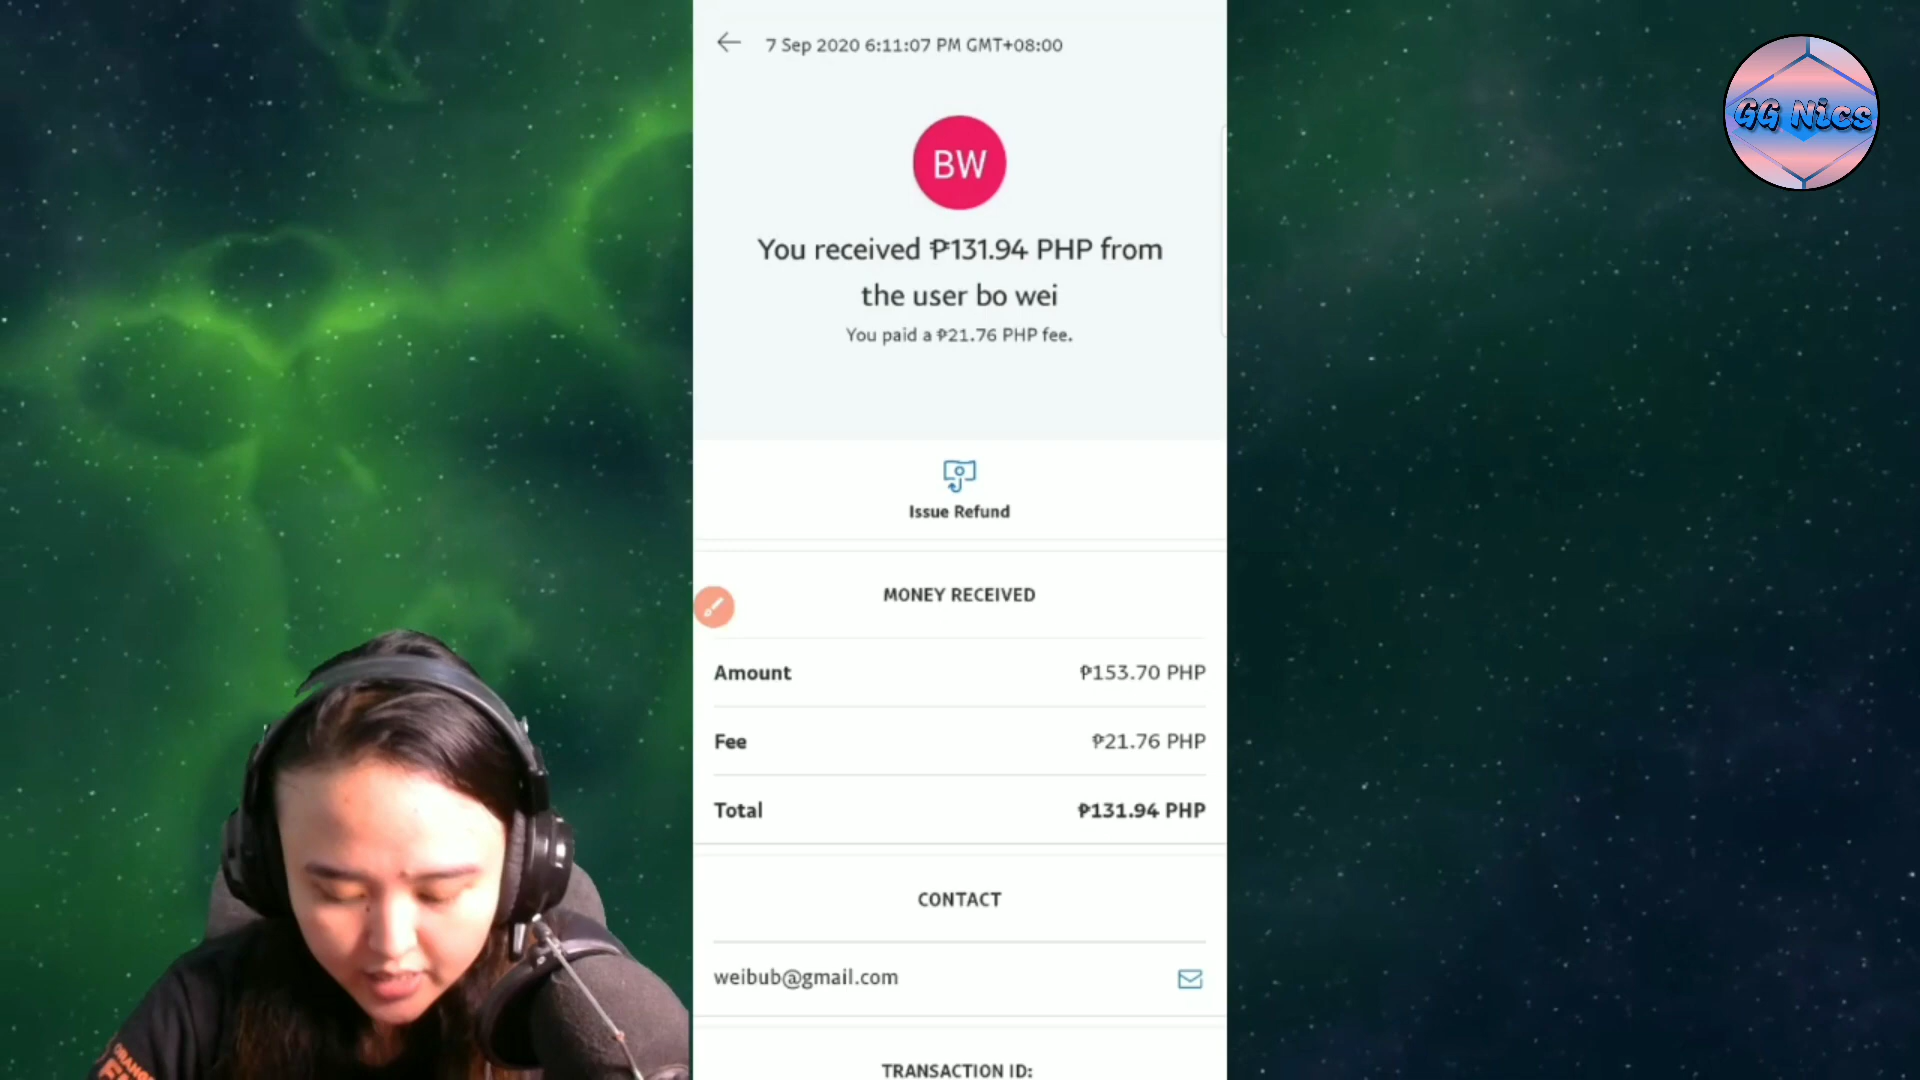 7 Sep 2020 6:11:07 PM GMT+08:00
GG Nics
BW
You received ₱131.94 PHP from
the user bo wei
You paid a ₱21.76 PHP fee.
Issue Refund
MONEY RECEIVED
Amount ₱153.70 PHP
Fee ₱21.76 PHP
Total ₱131.94 PHP
CONTACT
weibub@gmail.com
TRANSACTION ID: